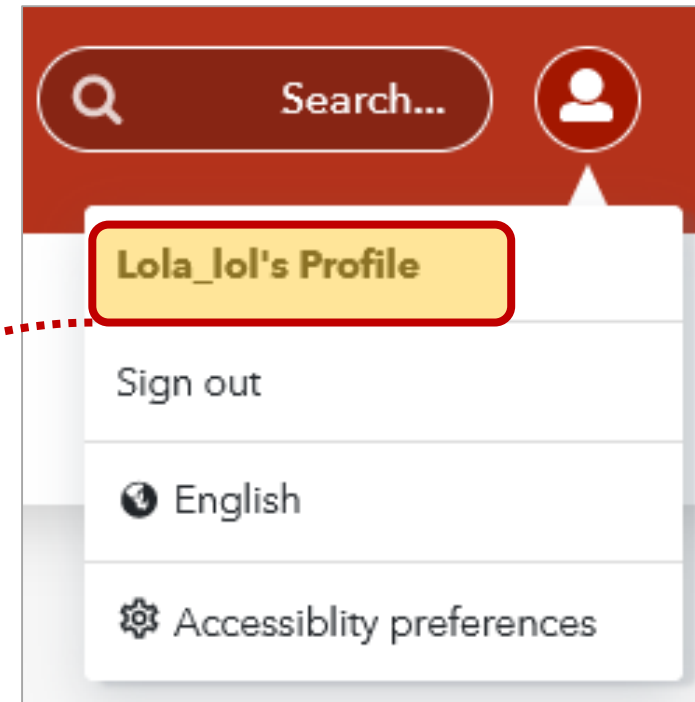 Search...
Lola_lol's Profile
Sign out
English
Accessiblity preferences